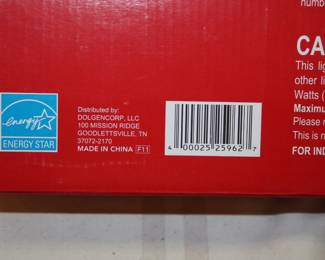 numb
CA
This lig
other li
Watts (
Maximu
Please r
This is n
FOR IND
energy
ENERGY STAR
Distributed by:
DOLGENCORP, LLC
100 MISSION RIDGE
GOODLETTSVILLE, TN
37072-2170
MADE IN CHINA F11
4 00025 25962 7